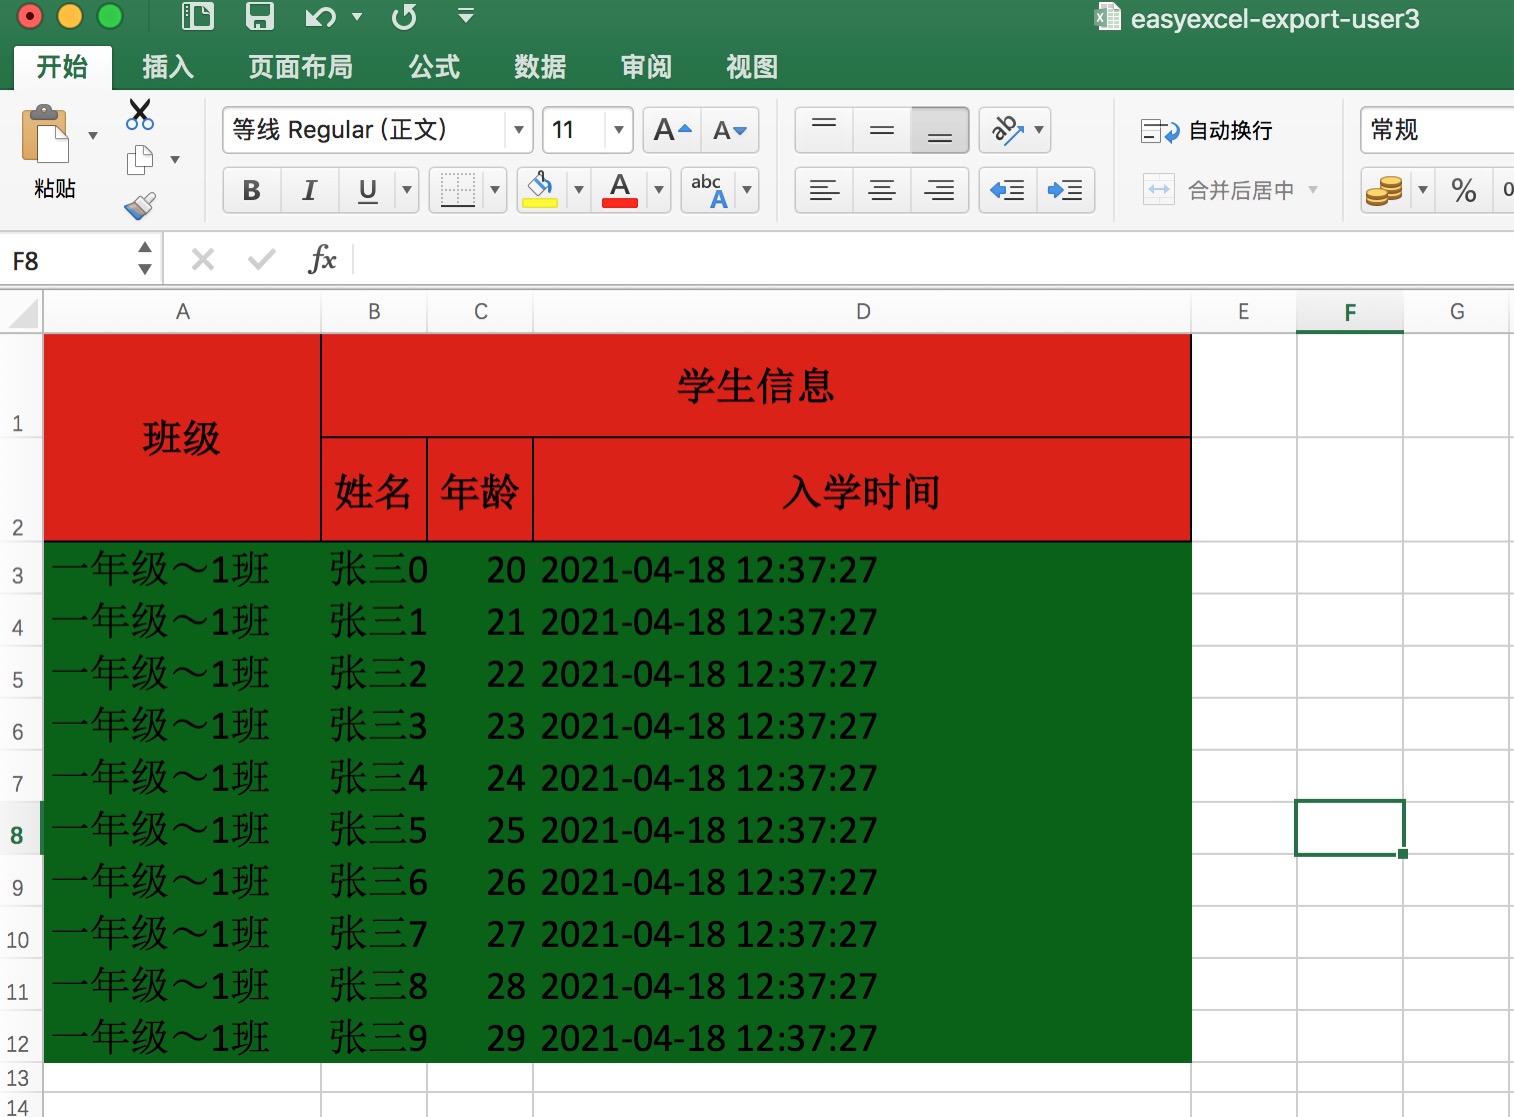 easyexcel-export-user3
开始 插入 页面布局 公式 数据 审阅 视图
粘贴
等线 Regular (正文) 11 A A
自动换行
常规
B I U A abc A
合并后居中
% 0
F8 fx
A B C D E F G
1 班级 学生信息
2 姓名 年龄 入学时间
3 一年级～1班 张三0 20 2021-04-18 12:37:27
4 一年级～1班 张三1 21 2021-04-18 12:37:27
5 一年级～1班 张三2 22 2021-04-18 12:37:27
6 一年级～1班 张三3 23 2021-04-18 12:37:27
7 一年级～1班 张三4 24 2021-04-18 12:37:27
8 一年级～1班 张三5 25 2021-04-18 12:37:27
9 一年级～1班 张三6 26 2021-04-18 12:37:27
10 一年级～1班 张三7 27 2021-04-18 12:37:27
11 一年级～1班 张三8 28 2021-04-18 12:37:27
12 一年级～1班 张三9 29 2021-04-18 12:37:27
13
14